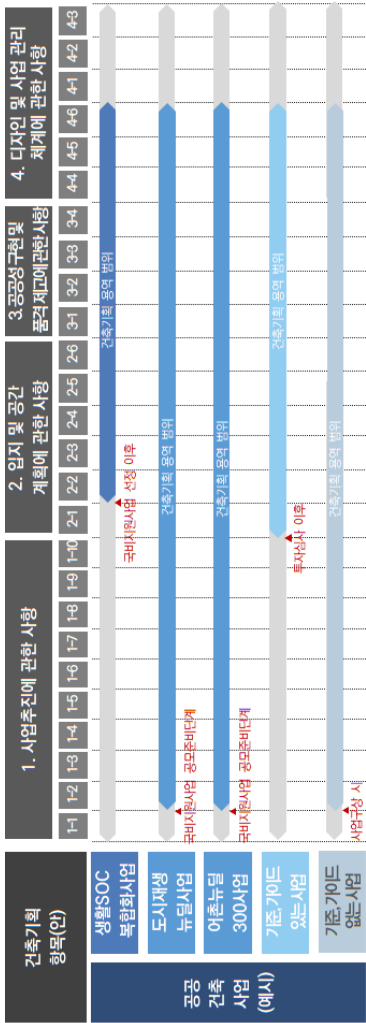 건축기획
항목(안)
1. 사업추진에 관한 사항
2. 입지 및 공간
계획에 관한 사항
3.공공성 구현 및
품격 제고에 관한 사항
4. 디자인 및 사업 관리
체계에 관한 사항
1-1
1-2
1-3
1-4
1-5
1-6
1-7
1-8
1-9
1-10
2-1
2-2
2-3
2-4
2-5
2-6
3-1
3-2
3-3
3-4
4-4
4-5
4-6
4-1
4-2
4-3
공공
건축
사업
(예시)
생활SOC
복합화사업
건축기획 용역 범위
국비지원사업 선정 이후
도시재생
뉴딜사업
건축기획 용역 범위
국비지원사업 공모준비단계
어촌뉴딜
300사업
건축기획 용역 범위
국비지원사업 공모준비단계
기준,가이드
있는 사업
건축기획 용역 범위
투자심사 이후
기준,가이드
없는 사업
건축기획 용역 범위
사업구상 시